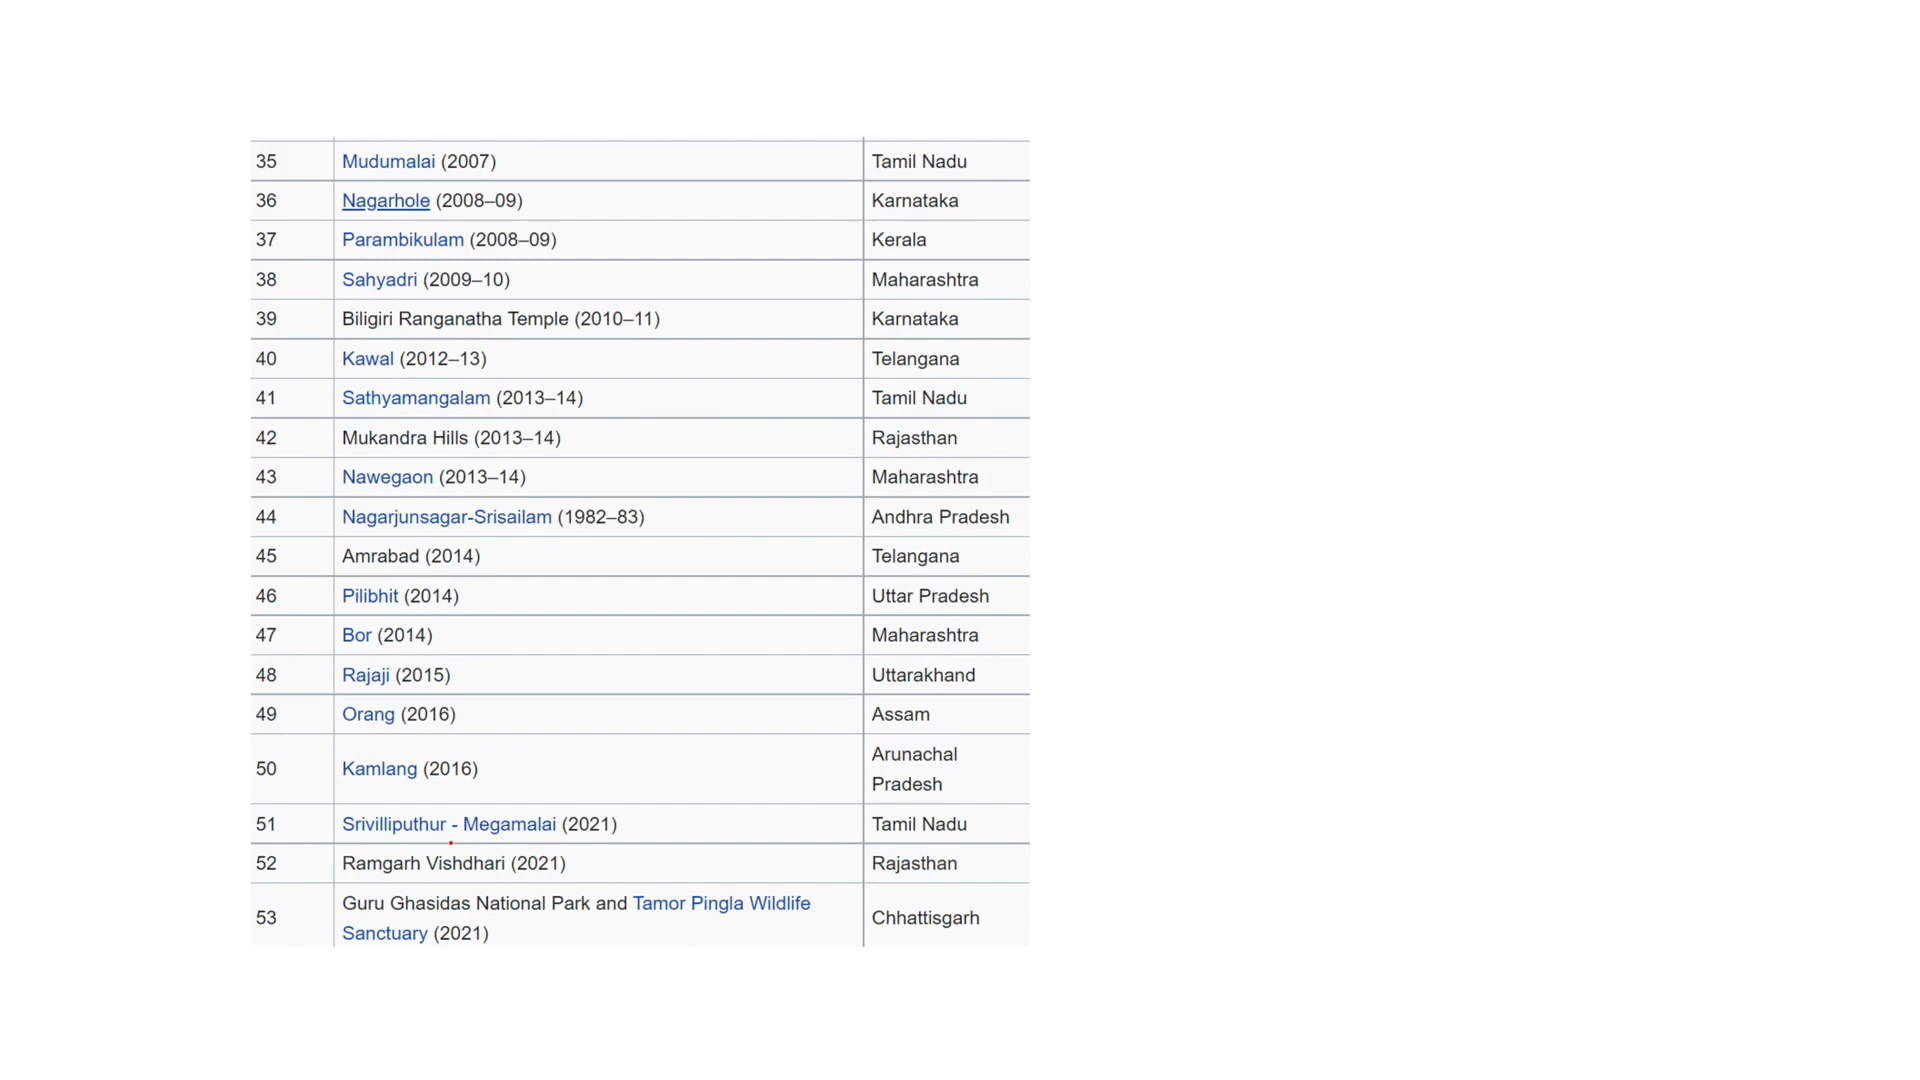 35 Mudumalai (2007) Tamil Nadu
36 Nagarhole (2008–09) Karnataka
37 Parambikulam (2008–09) Kerala
38 Sahyadri (2009–10) Maharashtra
39 Biligiri Ranganatha Temple (2010–11) Karnataka
40 Kawal (2012–13) Telangana
41 Sathyamangalam (2013–14) Tamil Nadu
42 Mukandra Hills (2013–14) Rajasthan
43 Nawegaon (2013–14) Maharashtra
44 Nagarjunsagar-Srisailam (1982–83) Andhra Pradesh
45 Amrabad (2014) Telangana
46 Pilibhit (2014) Uttar Pradesh
47 Bor (2014) Maharashtra
48 Rajaji (2015) Uttarakhand
49 Orang (2016) Assam
50 Kamlang (2016) Arunachal
Pradesh
51 Srivilliputhur - Megamalai (2021) Tamil Nadu
52 Ramgarh Vishdhari (2021) Rajasthan
53 Guru Ghasidas National Park and Tamor Pingla Wildlife
Sanctuary (2021) Chhattisgarh